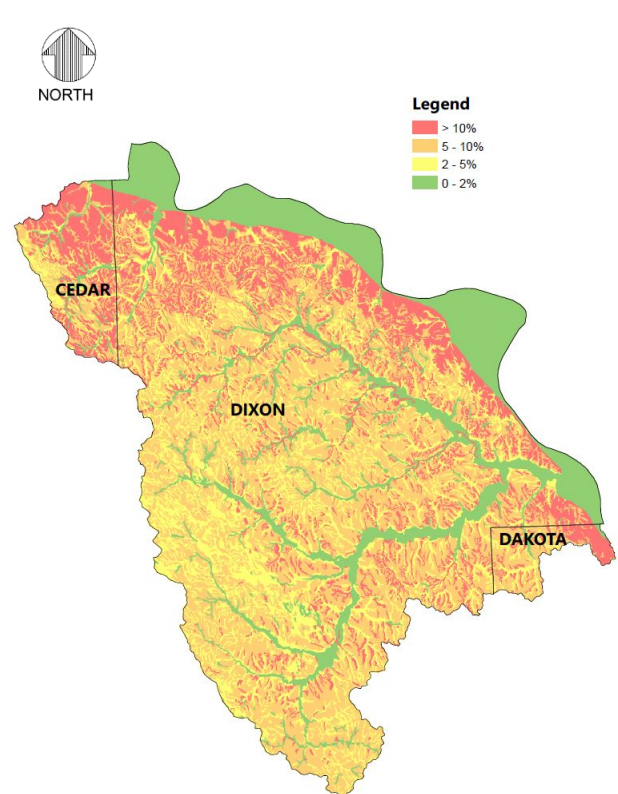 NORTH
Legend
> 10%
5 - 10%
2 - 5%
0 - 2%
CEDAR
DIXON
DAKOTA